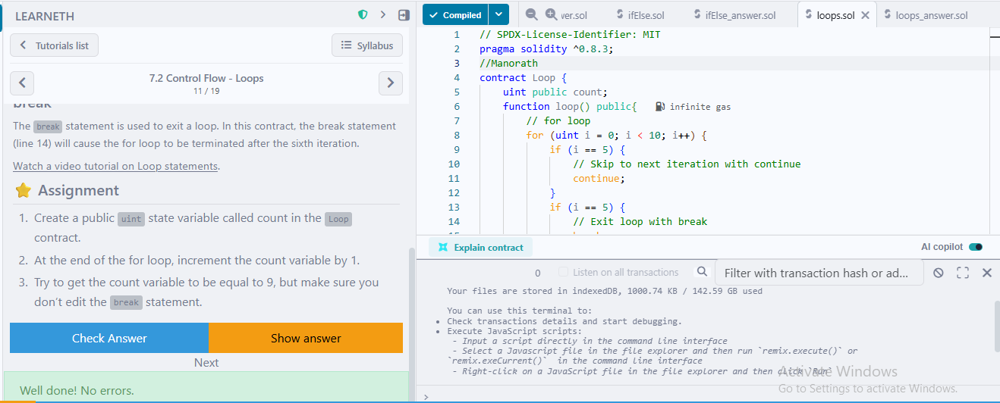 LEARNETH
Tutorials list
Syllabus
7.2 Control Flow - Loops
11 / 19
break
The break statement is used to exit a loop. In this contract, the break statement
(line 14) will cause the for loop to be terminated after the sixth iteration.
Watch a video tutorial on Loop statements.
Assignment
1. Create a public uint state variable called count in the Loop
contract.
2. At the end of the for loop, increment the count variable by 1.
3. Try to get the count variable to be equal to 9, but make sure you
don't edit the break statement.
Check Answer
Show answer
Next
Well done! No errors.
Compiled
ver.sol
ifElse.sol
ifElse_answer.sol
loops.sol
loops_answer.sol
1 // SPDX-License-Identifier: MIT
2 pragma solidity ^0.8.3;
3 //Manorath
4 contract Loop {
5 uint public count;
6 function loop() public{ infinite gas
7 // for loop
8 for (uint i = 0; i < 10; i++) {
9 if (i == 5) {
10 // Skip to next iteration with continue
11 continue;
12 }
13 if (i == 5) {
14 // Exit loop with break
Explain contract
AI copilot
0
Listen on all transactions
Filter with transaction hash or ad...
Your files are stored in indexedDB, 1000.74 KB / 142.59 GB used
You can use this terminal to:
• Check transactions details and start debugging.
• Execute JavaScript scripts:
- Input a script directly in the command line interface
- Select a Javascript file in the file explorer and then run `remix.execute()` or
`remix.exeCurrent()` in the command line interface
- Right-click on a JavaScript file in the file explorer and then click `Run`
Activate Windows
Go to Settings to activate Windows.
>